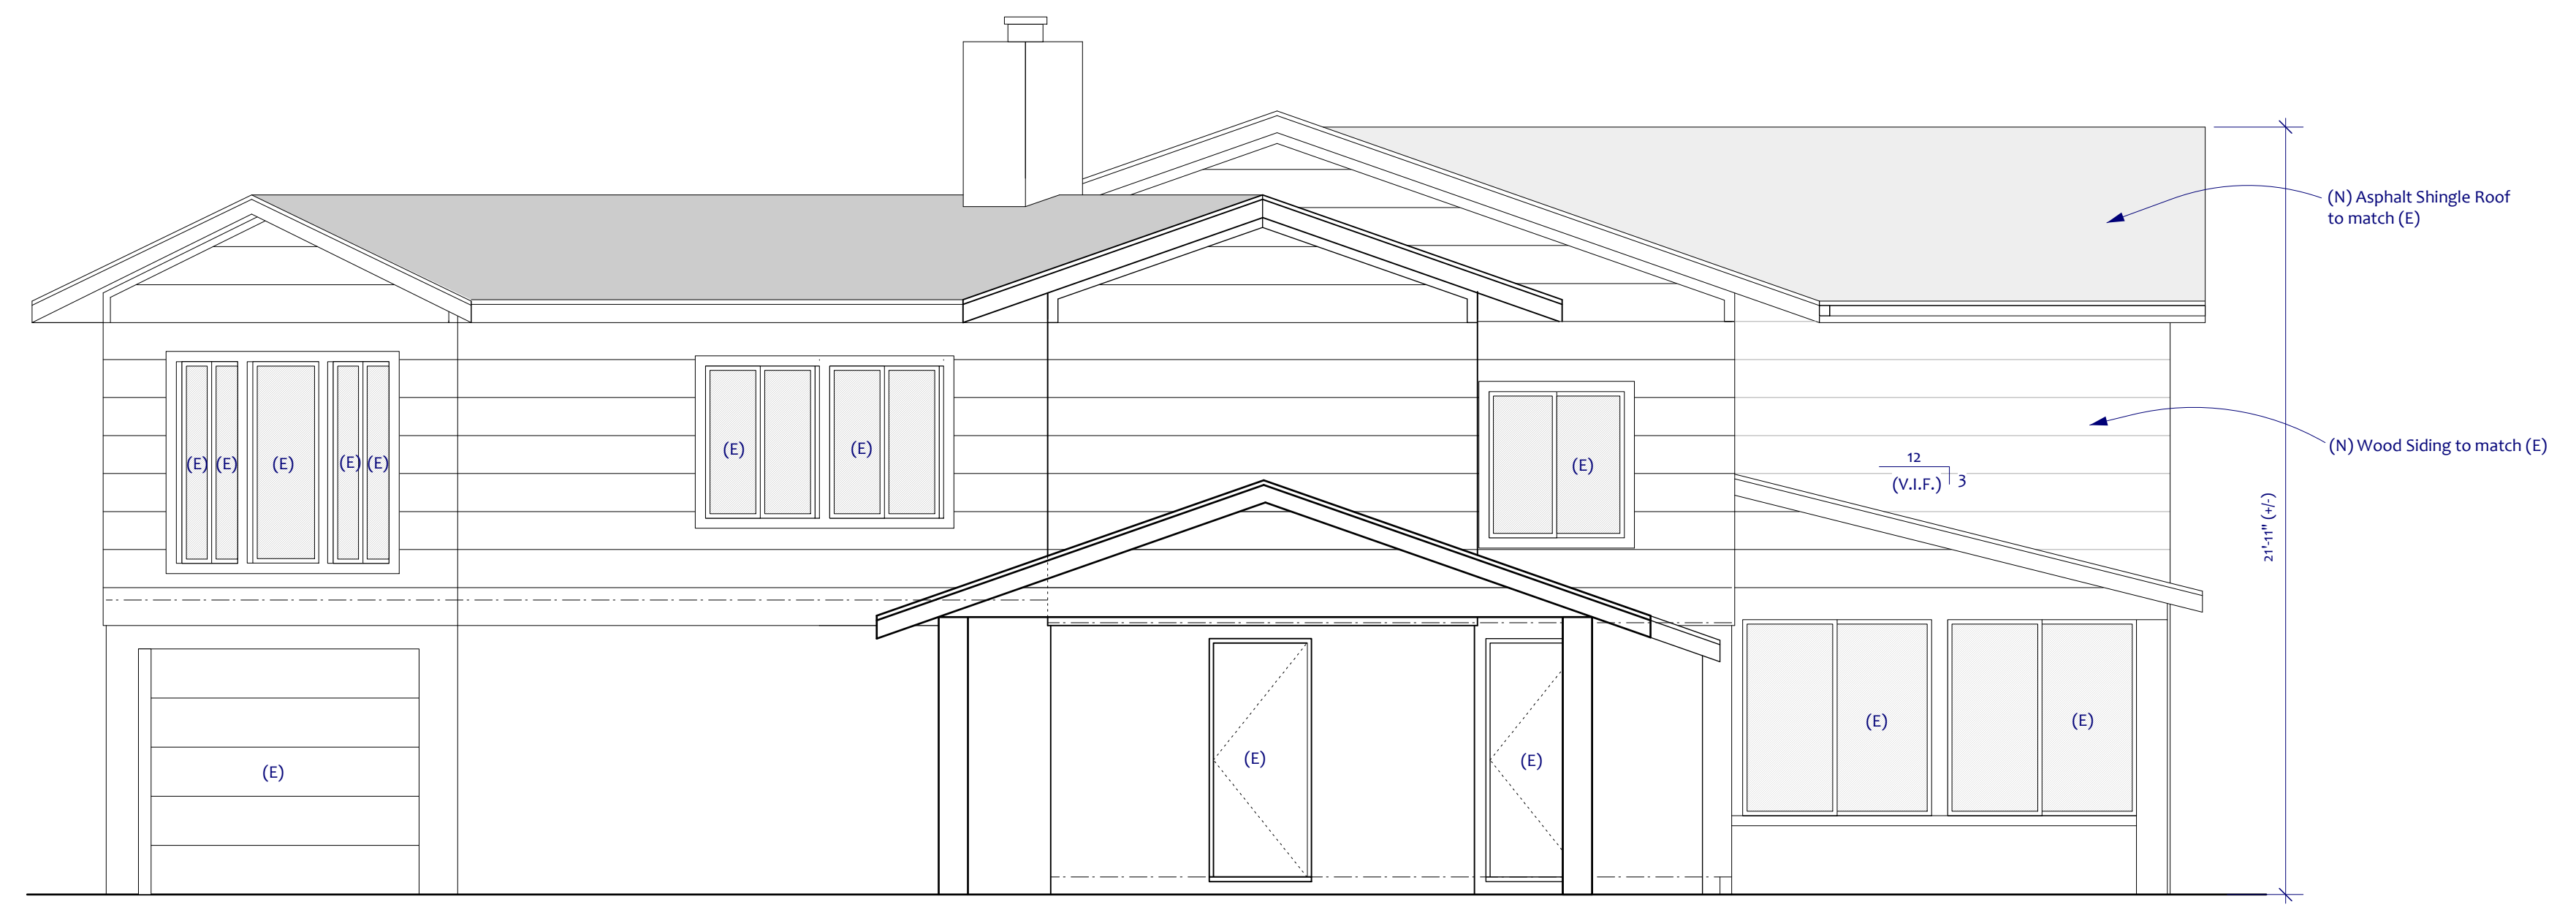 (N) Asphalt Shingle Roof
to match (E)
(N) Wood Siding to match (E)
(E) (E) (E) (E) (E)
(E) (E)
(E)
12
(V.I.F.) 3
21'-11" (+/-)
(E)
(E)
(E)
(E)
(E)